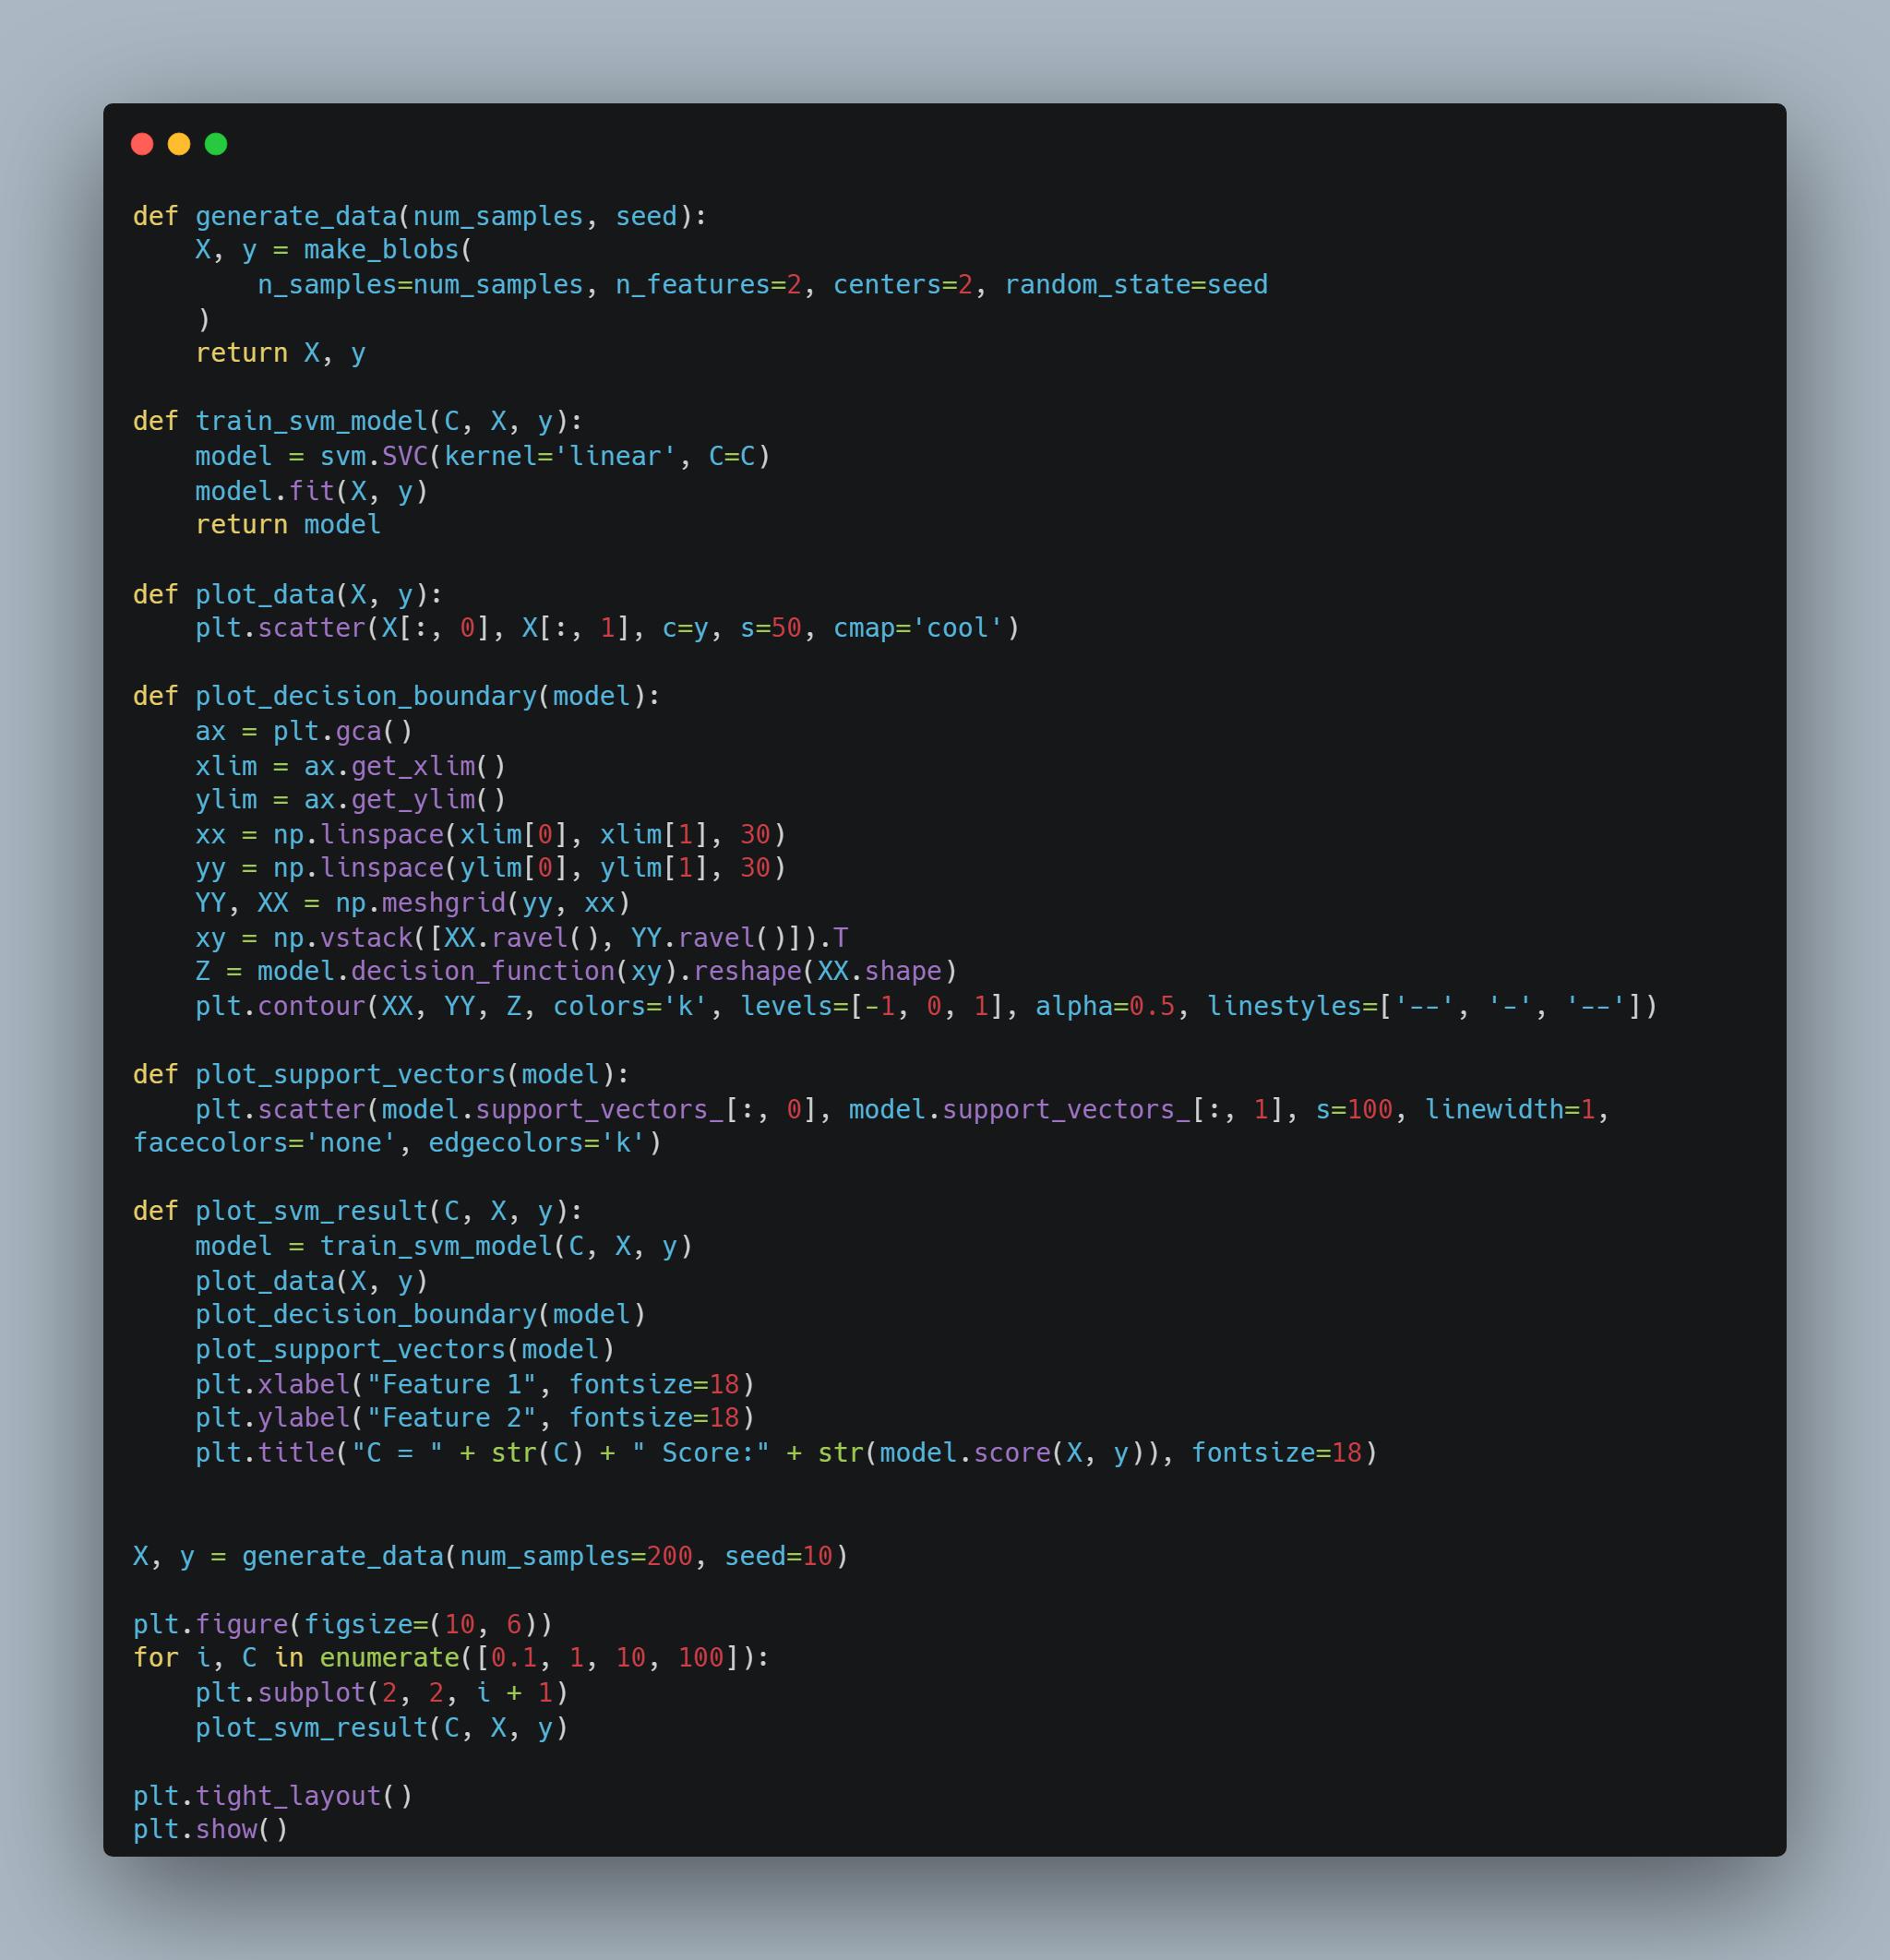 def generate_data(num_samples, seed):
    X, y = make_blobs(
        n_samples=num_samples, n_features=2, centers=2, random_state=seed
    )
    return X, y

def train_svm_model(C, X, y):
    model = svm.SVC(kernel='linear', C=C)
    model.fit(X, y)
    return model

def plot_data(X, y):
    plt.scatter(X[:, 0], X[:, 1], c=y, s=50, cmap='cool')

def plot_decision_boundary(model):
    ax = plt.gca()
    xlim = ax.get_xlim()
    ylim = ax.get_ylim()
    xx = np.linspace(xlim[0], xlim[1], 30)
    yy = np.linspace(ylim[0], ylim[1], 30)
    YY, XX = np.meshgrid(yy, xx)
    xy = np.vstack([XX.ravel(), YY.ravel()]).T
    Z = model.decision_function(xy).reshape(XX.shape)
    plt.contour(XX, YY, Z, colors='k', levels=[-1, 0, 1], alpha=0.5, linestyles=['--', '-', '--'])

def plot_support_vectors(model):
    plt.scatter(model.support_vectors_[:, 0], model.support_vectors_[:, 1], s=100, linewidth=1,
facecolors='none', edgecolors='k')

def plot_svm_result(C, X, y):
    model = train_svm_model(C, X, y)
    plot_data(X, y)
    plot_decision_boundary(model)
    plot_support_vectors(model)
    plt.xlabel("Feature 1", fontsize=18)
    plt.ylabel("Feature 2", fontsize=18)
    plt.title("C = " + str(C) + " Score:" + str(model.score(X, y)), fontsize=18)


X, y = generate_data(num_samples=200, seed=10)

plt.figure(figsize=(10, 6))
for i, C in enumerate([0.1, 1, 10, 100]):
    plt.subplot(2, 2, i + 1)
    plot_svm_result(C, X, y)

plt.tight_layout()
plt.show()